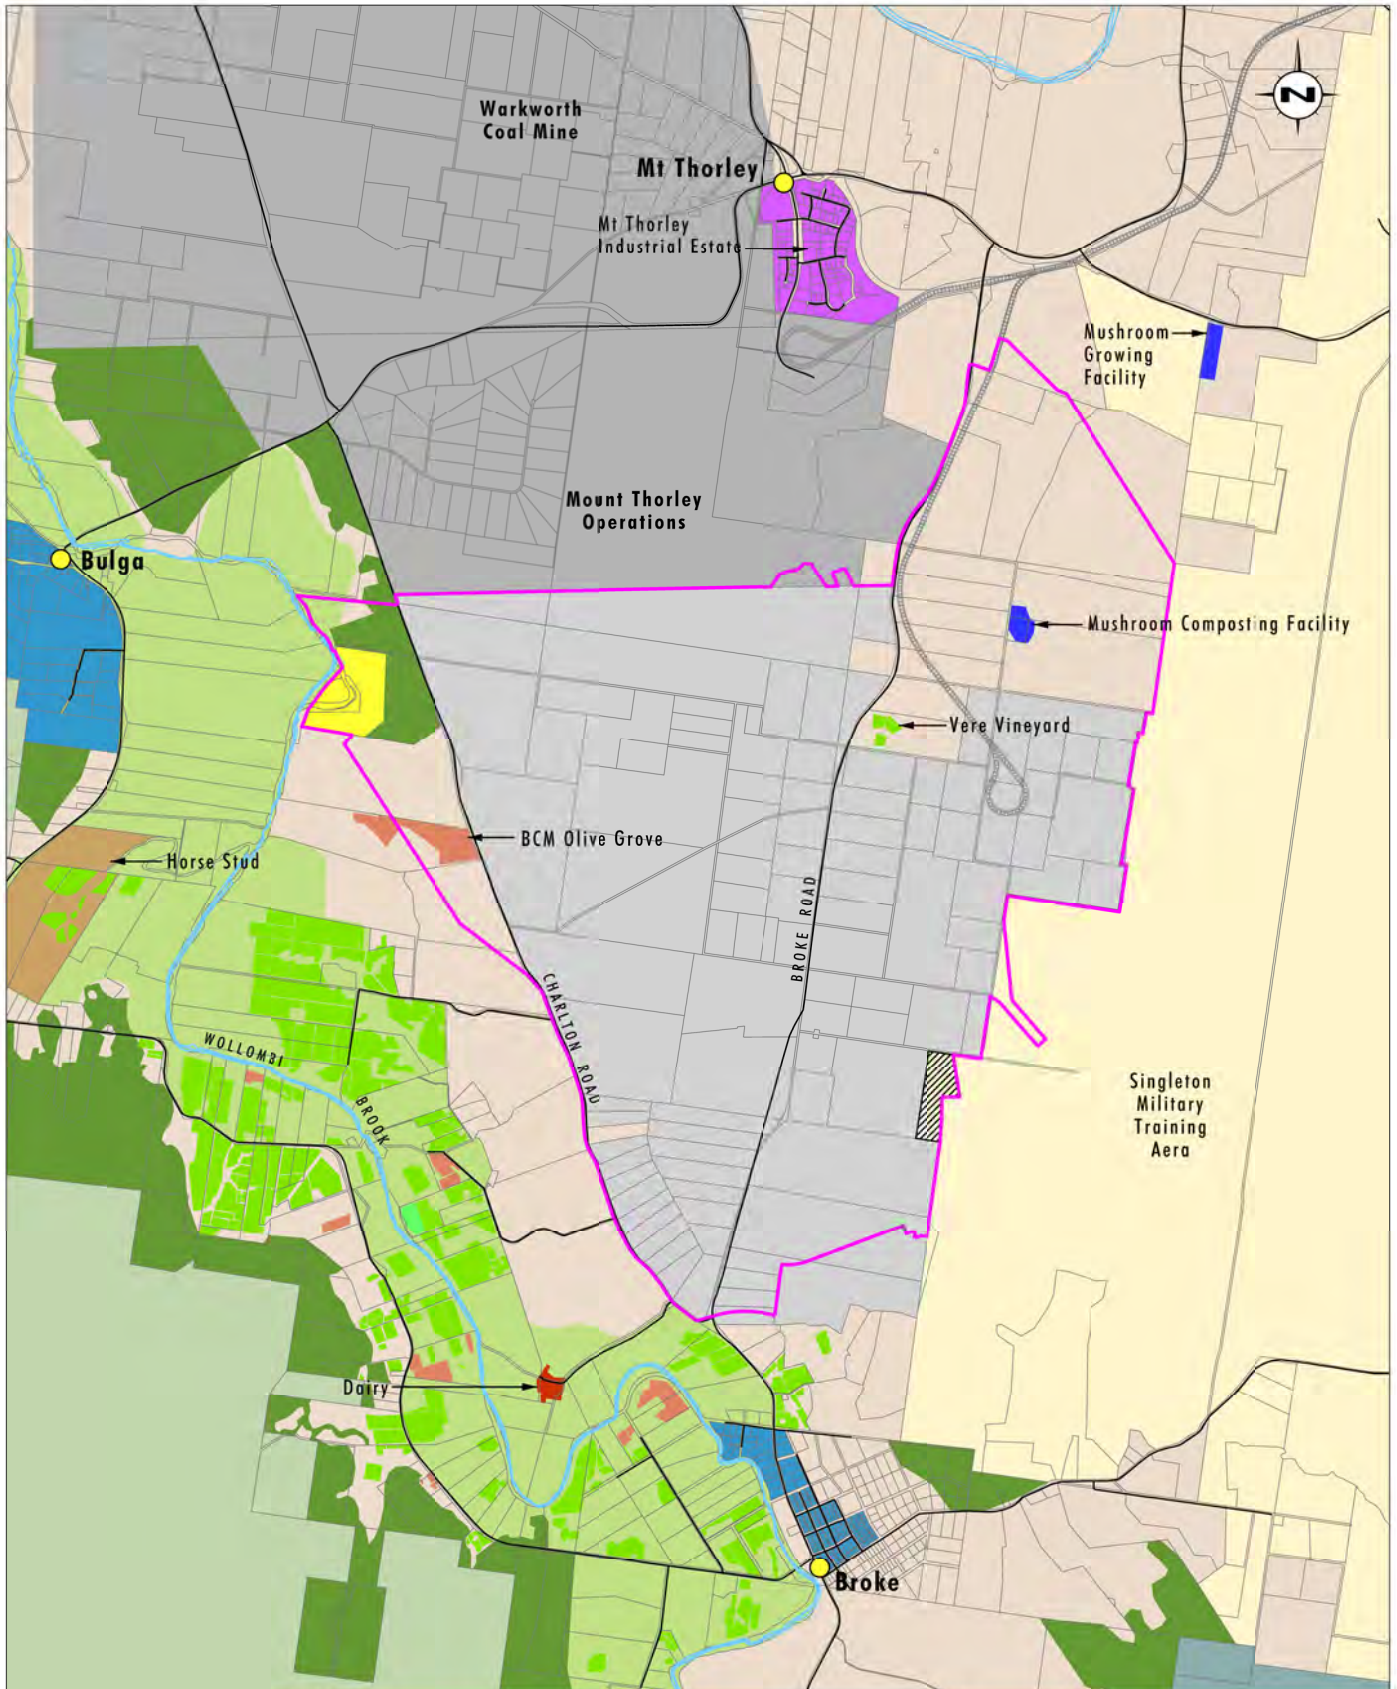 Warkworth
Coal Mine
Mt Thorley
Mt Thorley
Industrial Estate
N
Mushroom
Growing
Facility
Mount Thorley
Operations
Bulga
Mushroom Composting Facility
Vere Vineyard
BCM Olive Grove
Horse Stud
BROKE ROAD
CHARLTON ROAD
WOLLOMBI
BROOK
Singleton
Military
Training
Aera
Dairy
Broke